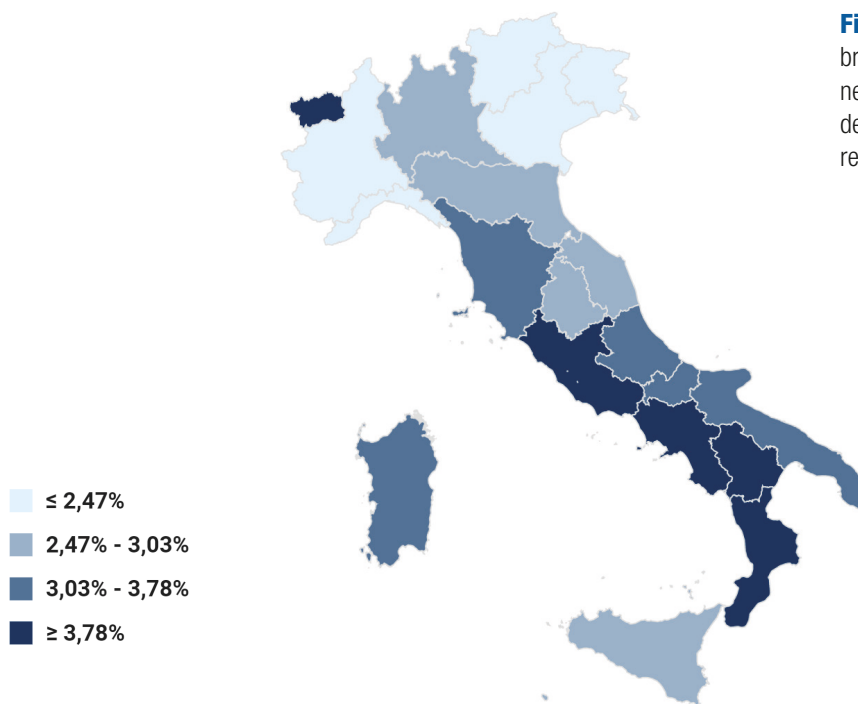 Fi
br
ne
de
re
≤ 2,47%
2,47% - 3,03%
3,03% - 3,78%
≥ 3,78%